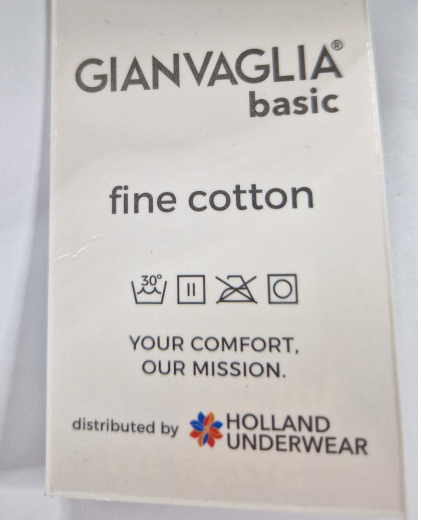 GIANVAGLIA®
basic
fine cotton
30°
YOUR COMFORT,
OUR MISSION.
distributed by HOLLAND
UNDERWEAR